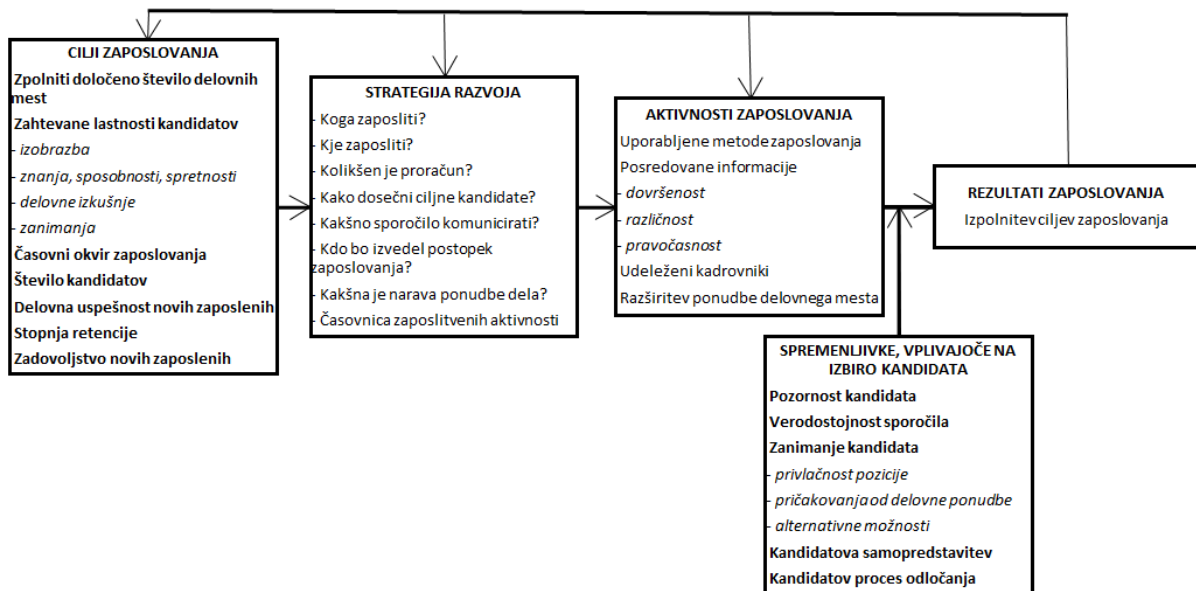 CILJI ZAPOSLOVANJA
Zpolniti določeno število delovnih
mest
Zahtevane lastnosti kandidatov
- izobrazba
- znanja, sposobnosti, spretnosti
- delovne izkušnje
- zanimanja
Časovni okvir zaposlovanja
Število kandidatov
Delovna uspešnost novih zaposlenih
Stopnja retencije
Zadovoljstvo novih zaposlenih
STRATEGIJA RAZVOJA
- Koga zaposliti?
- Kje zaposliti?
- Kolikšen je proračun?
- Kako dosečni ciljne kandidate?
- Kakšno sporočilo komunicirati?
- Kdo bo izvedel postopek
zaposlovanja?
- Kakšna je narava ponudbe dela?
- Časovnica zaposlitvenih aktivnosti
AKTIVNOSTI ZAPOSLOVANJA
Uporabljene metode zaposlovanja
Posredovane informacije
- dovršenost
- različnost
- pravočasnost
Udeleženi kadrovniki
Razširitev ponudbe delovnega mesta
REZULTATI ZAPOSLOVANJA
Izpolnitev ciljev zaposlovanja
SPREMENLJIVKE, VPLIVAJOČE NA
IZBIRO KANDIDATA
Pozornost kandidata
Verodostojnost sporočila
Zanimanje kandidata
- privlačnost pozicije
- pričakovanja od delovne ponudbe
- alternativne možnosti
Kandidatova samopredstavitev
Kandidatov proces odločanja